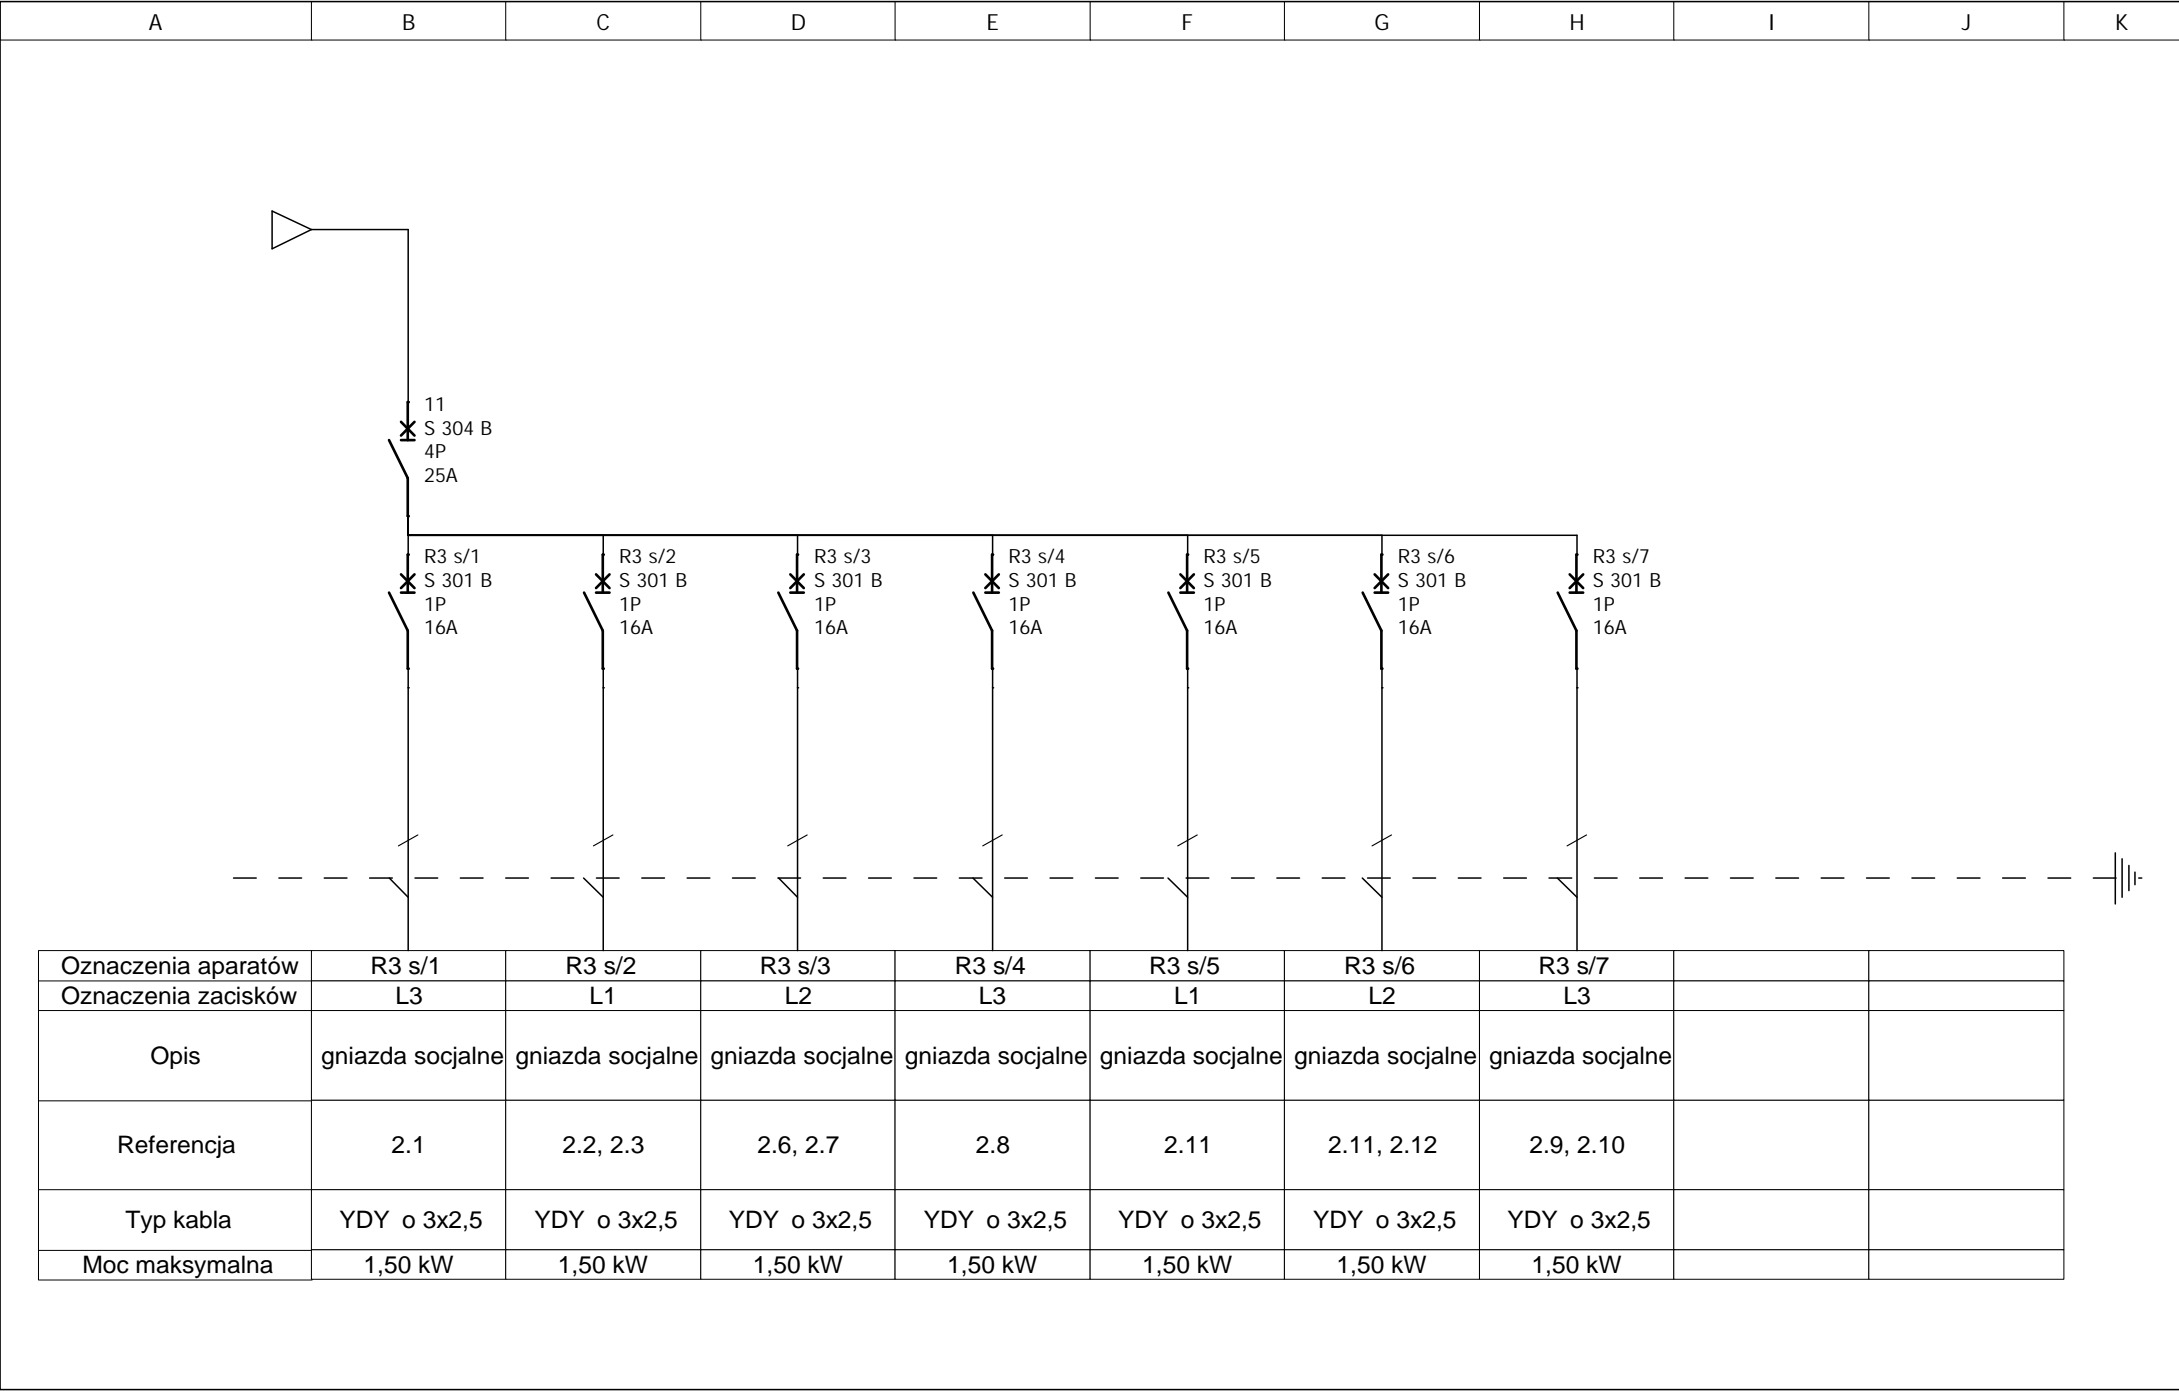 A B C D E F G H I J K
11
S 304 B
4P
25A
R3 s/1 R3 s/2 R3 s/3 R3 s/4 R3 s/5 R3 s/6 R3 s/7
S 301 B S 301 B S 301 B S 301 B S 301 B S 301 B S 301 B
1P 1P 1P 1P 1P 1P 1P
16A 16A 16A 16A 16A 16A 16A
Oznaczenia aparatów R3 s/1 R3 s/2 R3 s/3 R3 s/4 R3 s/5 R3 s/6 R3 s/7
Oznaczenia zacisków L3 L1 L2 L3 L1 L2 L3
Opis gniazda socjalne gniazda socjalne gniazda socjalne gniazda socjalne gniazda socjalne gniazda socjalne gniazda socjalne
Referencja 2.1 2.2, 2.3 2.6, 2.7 2.8 2.11 2.11, 2.12 2.9, 2.10
Typ kabla YDY o 3x2,5 YDY o 3x2,5 YDY o 3x2,5 YDY o 3x2,5 YDY o 3x2,5 YDY o 3x2,5 YDY o 3x2,5
Moc maksymalna 1,50 kW 1,50 kW 1,50 kW 1,50 kW 1,50 kW 1,50 kW 1,50 kW